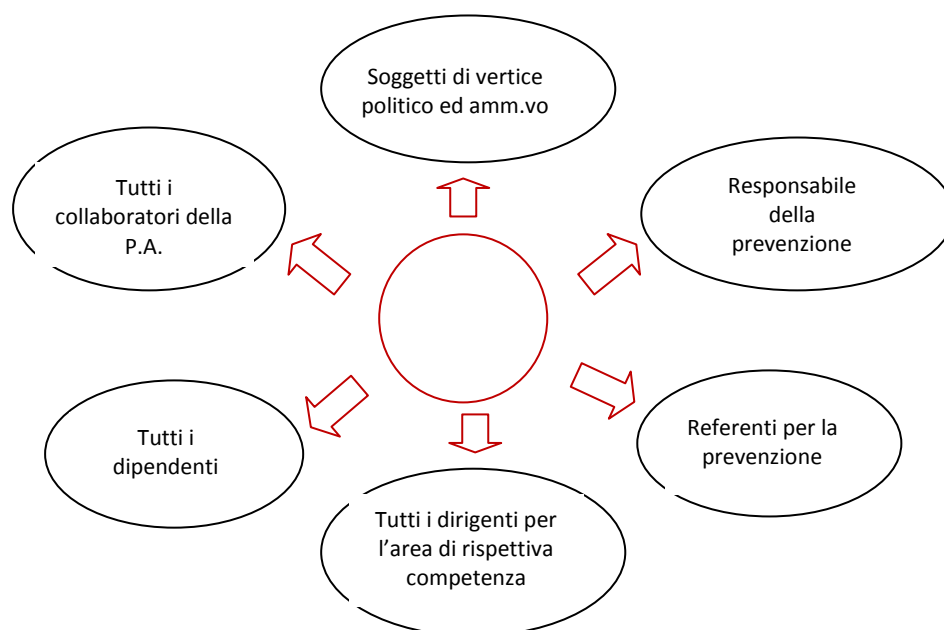 Soggetti di vertice
politico ed amm.vo
Responsabile
della
prevenzione
Tutti i
collaboratori della
P.A.
Referenti per la
prevenzione
Tutti i
dipendenti
Tutti i dirigenti per
l’area di rispettiva
competenza